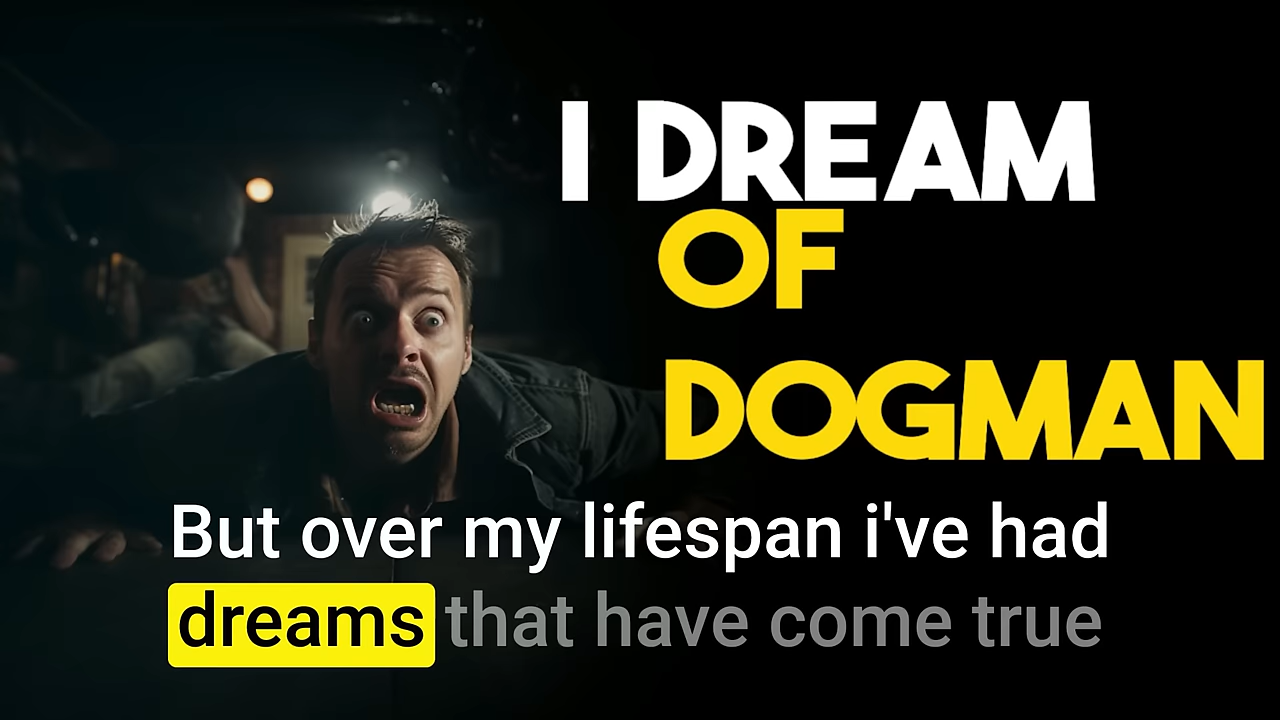 I DREAM
OF
DOGMAN
But over my lifespan i've had
dreams that have come true